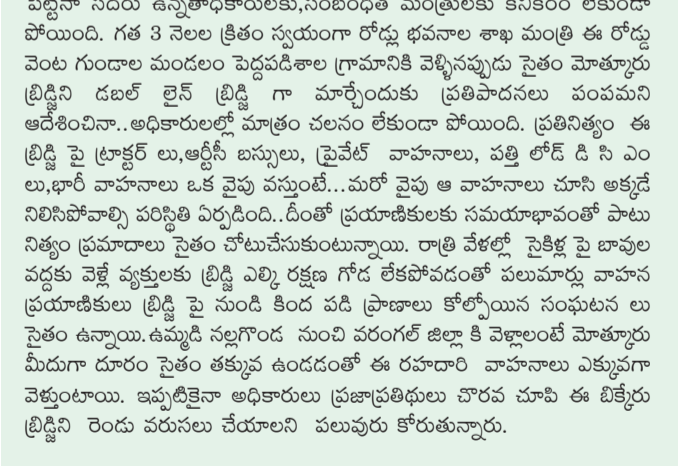 పట్టినా సదరు ఉన్నతాధికారులకు,సంబంధిత మంత్రులకు కనికరం లేకుండా
పోయింది. గత 3 నెలల క్రితం స్వయంగా రోడ్లు భవనాల శాఖ మంత్రి ఈ రోడ్డు
వెంట గుండాల మండలం పెద్దపడిశాల గ్రామానికి వెళ్ళినప్పుడు సైతం మోత్కూరు
బ్రిడ్జిని డబల్ లైన్ బ్రిడ్జి గా మార్చేందుకు ప్రతిపాదనలు పంపమని
ఆదేశించినా..అధికారులల్లో మాత్రం చలనం లేకుండా పోయింది. ప్రతినిత్యం ఈ
బ్రిడ్జి పై ట్రాక్టర్ లు,ఆర్టీసీ బస్సులు, ప్రైవేట్ వాహనాలు, పత్తి లోడ్ డి సి ఎం
లు,భారీ వాహనాలు ఒక వైపు వస్తుంటే...మరో వైపు ఆ వాహనాలు చూసి అక్కడే
నిలిసిపోవాల్సి పరిస్థితి ఏర్పడింది..దీంతో ప్రయాణికులకు సమయాభావంతో పాటు
నిత్యం ప్రమాదాలు సైతం చోటుచేసుకుంటున్నాయి. రాత్రి వేళల్లో సైకిళ్ల పై బావుల
వద్దకు వెళ్లే వ్యక్తులకు బ్రిడ్జి ఎల్కి రక్షణ గోడ లేకపోవడంతో పలుమార్లు వాహన
ప్రయాణికులు బ్రిడ్జి పై నుండి కింద పడి ప్రాణాలు కోల్పోయిన సంఘటన లు
సైతం ఉన్నాయి.ఉమ్మడి నల్లగొండ నుంచి వరంగల్ జిల్లా కి వెళ్లాలంటే మోత్కూరు
మీదుగా దూరం సైతం తక్కువ ఉండడంతో ఈ రహదారి వాహనాలు ఎక్కువగా
వెళ్తుంటాయి. ఇప్పటికైనా అధికారులు ప్రజాప్రతిథులు చొరవ చూపి ఈ బిక్కేరు
బ్రిడ్జిని రెండు వరుసలు చేయాలని పలువురు కోరుతున్నారు.